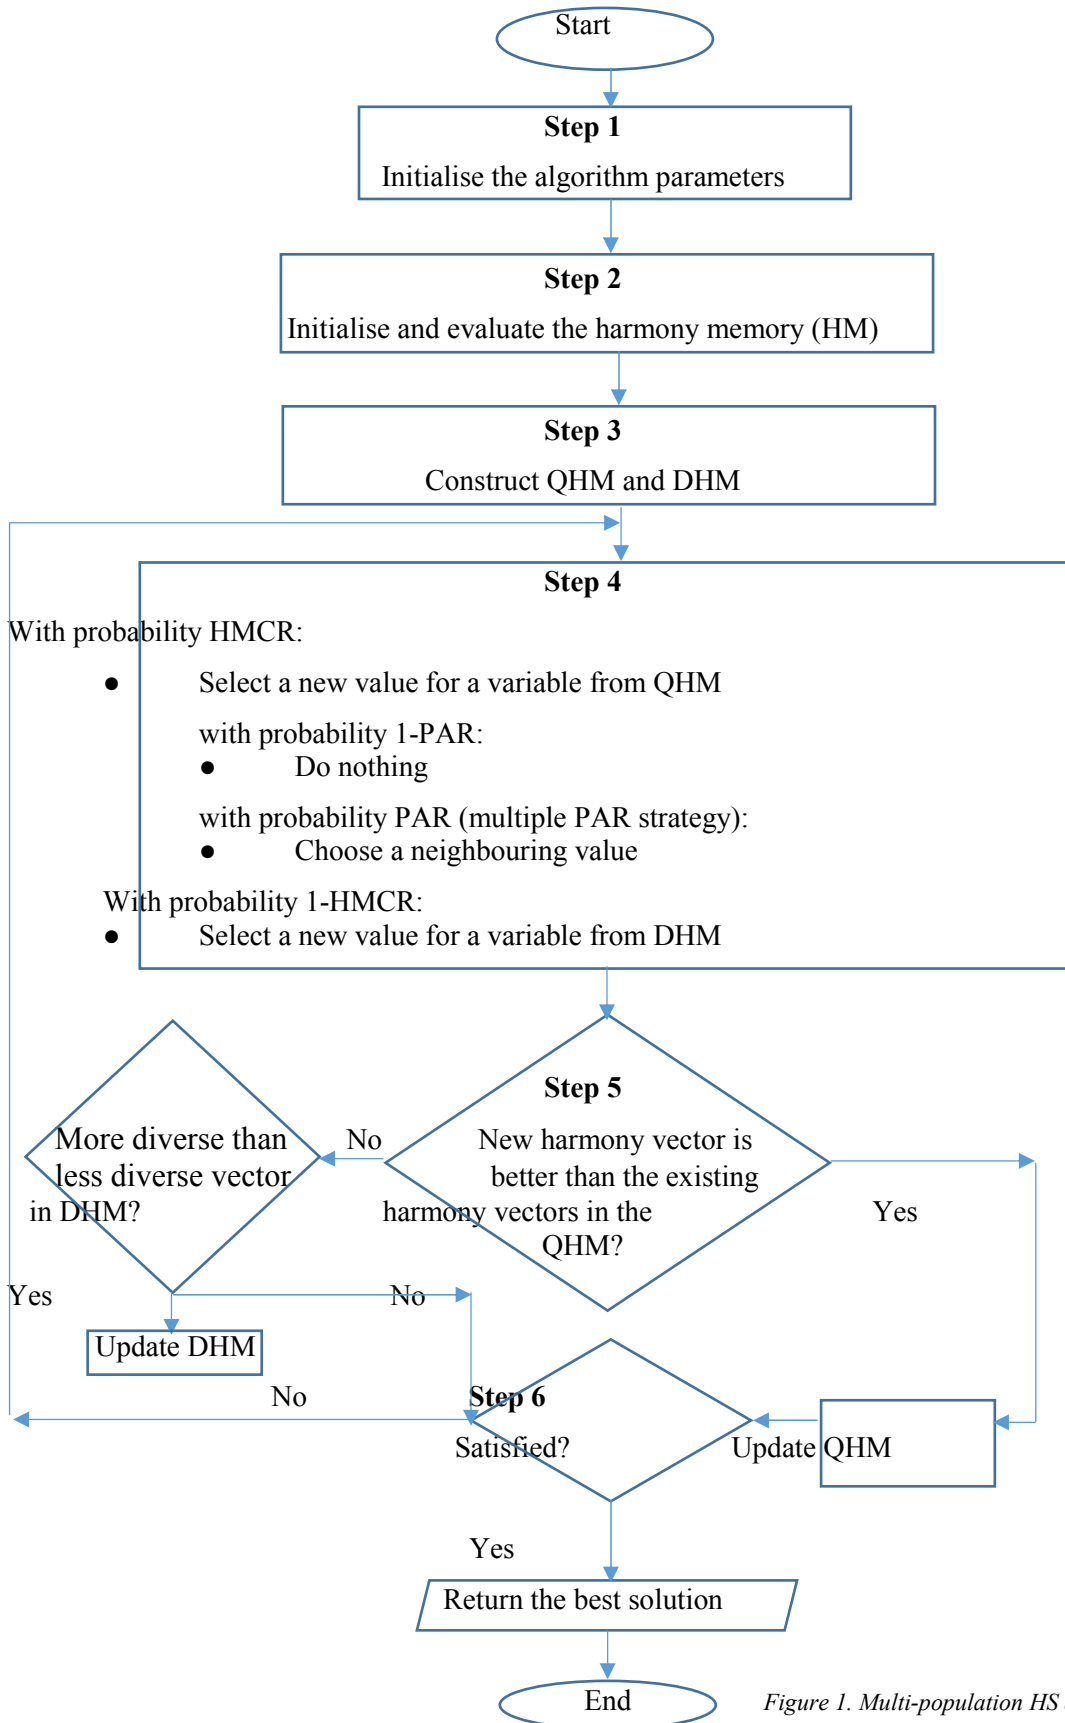 Start
Step 1
Initialise the algorithm parameters
Step 2
Initialise and evaluate the harmony memory (HM)
Step 3
Construct QHM and DHM
Step 4
With probability HMCR:
● Select a new value for a variable from QHM
with probability 1-PAR:
● Do nothing
with probability PAR (multiple PAR strategy):
● Choose a neighbouring value
With probability 1-HMCR:
● Select a new value for a variable from DHM
Step 5
More diverse than
less diverse vector
in DHM?
No
New harmony vector is
better than the existing
harmony vectors in the
QHM?
Yes
Yes
No
Update DHM
No
Step 6
Satisfied?
Update QHM
Yes
Return the best solution
End
Figure 1. Multi-population HS